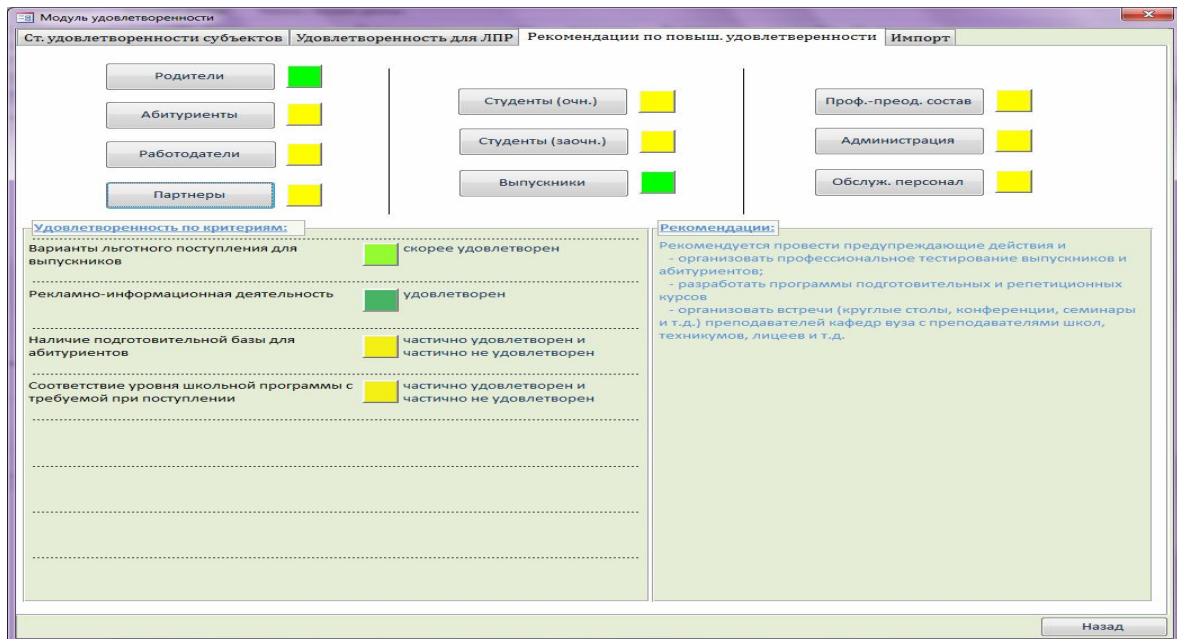 Модуль удовлетворенности
Ст. удовлетворенности субъектов Удовлетворенность для ЛПР Рекомендации по повыш. удовлетверенности Импорт
Родители
Абитуриенты
Работодатели
Партнеры
Студенты (очн.)
Студенты (заочн.)
Выпускники
Проф.-преод. состав
Администрация
Обслуж. персонал
Удовлетворенность по критериям:
Варианты льготного поступления для
выпускников
скорее удовлетворен
Рекламно-информационная деятельность
удовлетворен
Наличие подготовительной базы для
абитуриентов
частично удовлетворен и
частично не удовлетворен
Соответствие уровня школьной программы с
требуемой при поступлении
частично удовлетворен и
частично не удовлетворен
Рекомендации:
Рекомендуется провести предупреждающие действия и
- организовать профессиональное тестирование выпускников и
абитуриентов;
- разработать программы подготовительных и репетиционных
курсов
- организовать встречи (круглые столы, конференции, семинары
и т.д.) преподавателей кафедр вуза с преподавателями школ,
техникумов, лицеев и т.д.
Назад